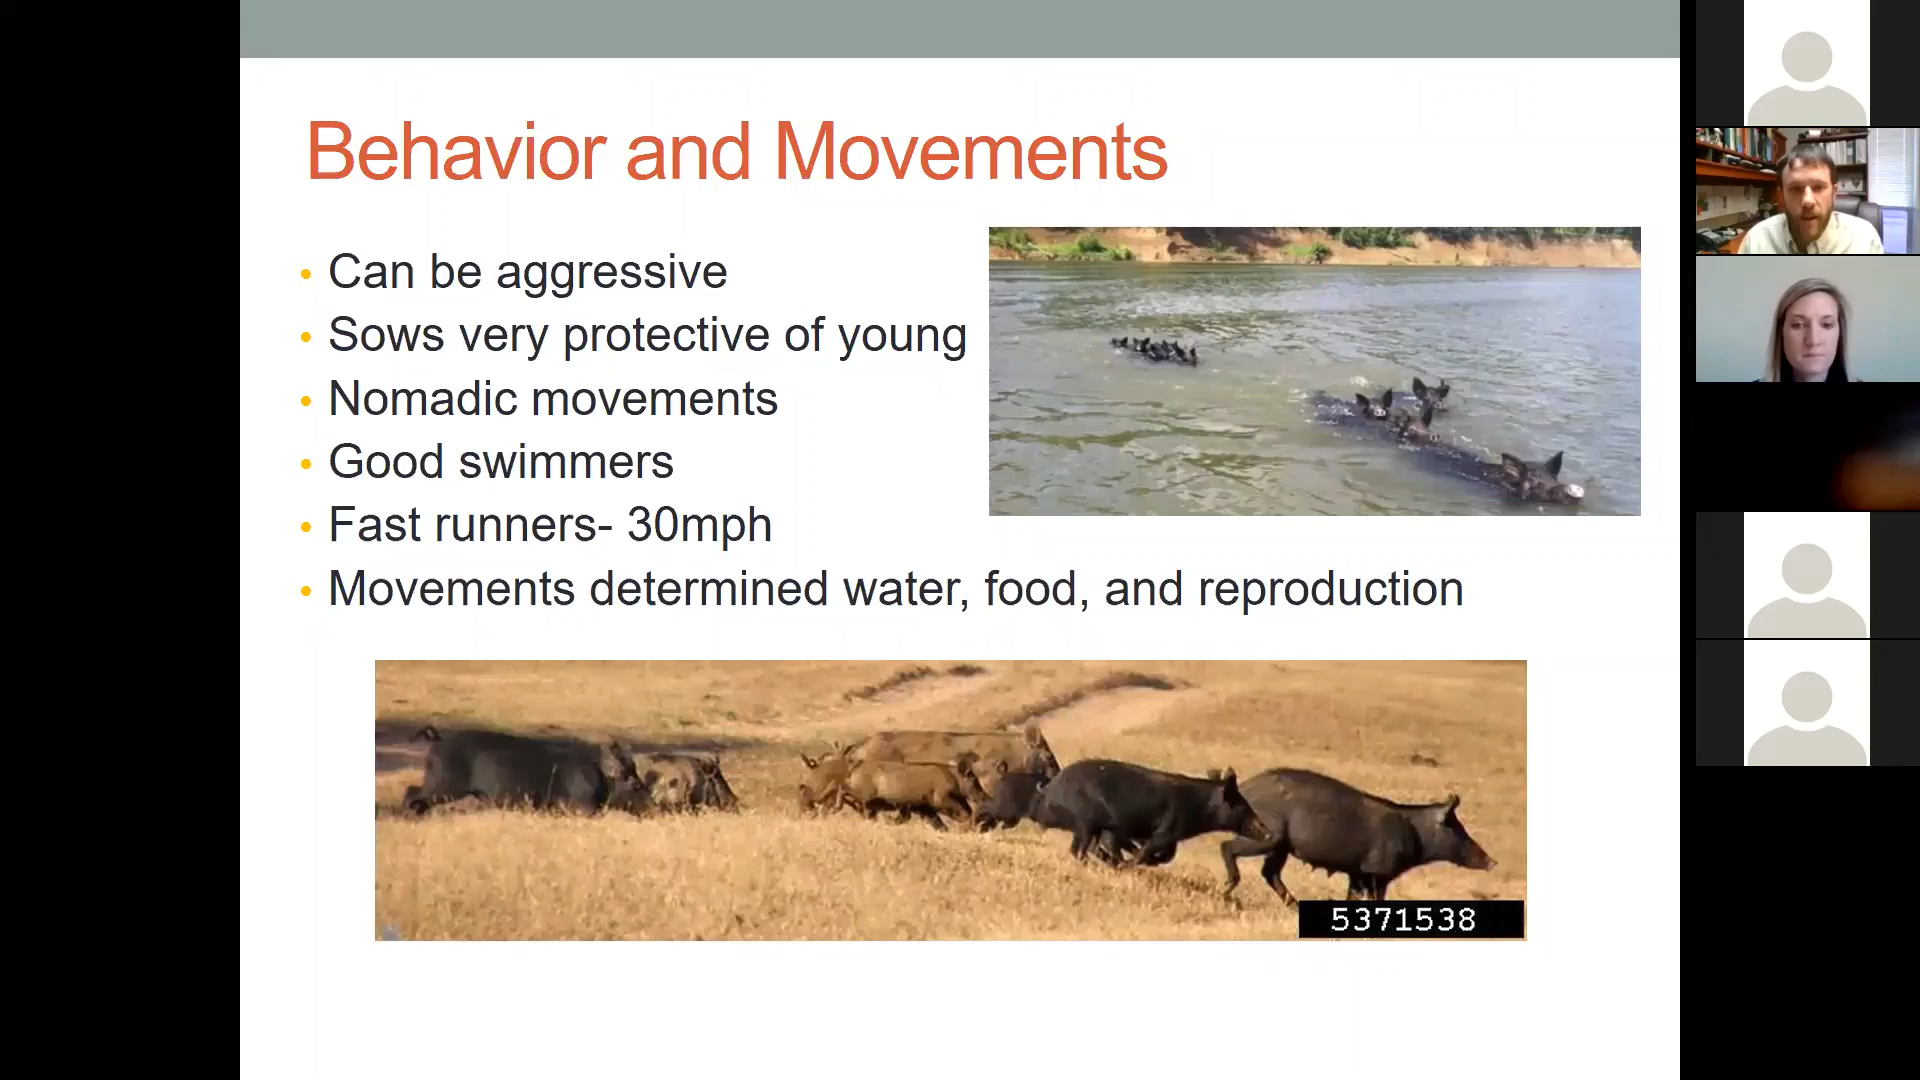 Behavior and Movements
• Can be aggressive
• Sows very protective of young
• Nomadic movements
• Good swimmers
• Fast runners- 30mph
• Movements determined water, food, and reproduction
5371538